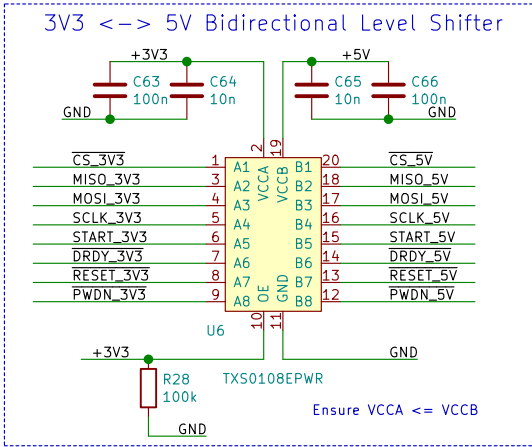 3V3 <-> 5V Bidirectional Level Shifter
+3V3
+5V
C63
100n
C64
10n
C65
10n
C66
100n
GND
GND
2
19
CS_3V3 1 A1 VCCA VCCB B1 20 CS_5V
MISO_3V3 3 A2 B2 18 MISO_5V
MOSI_3V3 4 A3 B3 17 MOSI_5V
SCLK_3V3 5 A4 B4 16 SCLK_5V
START_3V3 6 A5 B5 15 START_5V
DRDY_3V3 7 A6 B6 14 DRDY_5V
RESET_3V3 8 A7 OE GND B7 13 RESET_5V
PWDN_3V3 9 A8 B8 12 PWDN_5V
10
11
U6
+3V3
GND
R28
100k
TXS0108EPWR
GND
Ensure VCCA <= VCCB